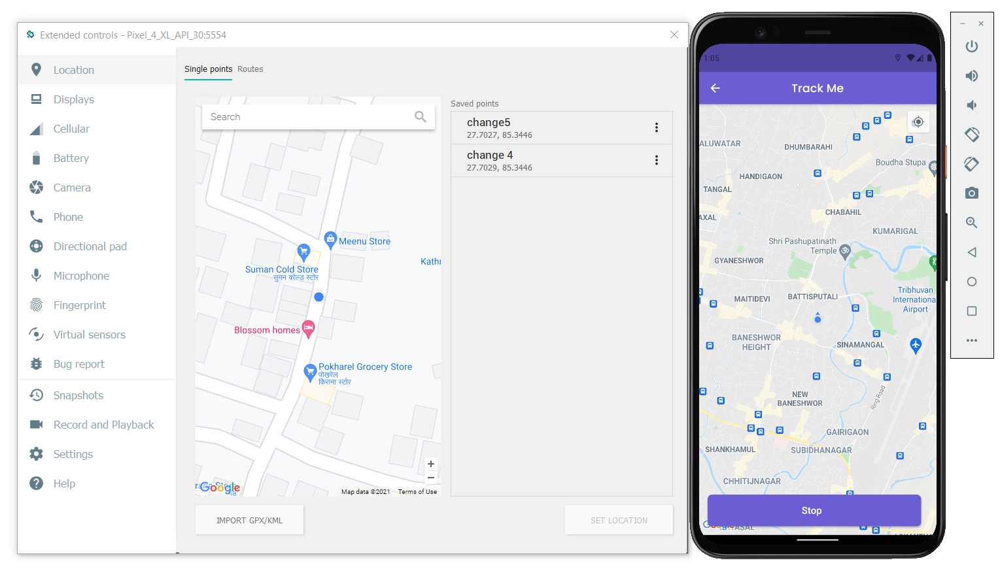 Extended controls - Pixel_4_XL_API_30:5554
Location
Displays
Cellular
Battery
Camera
Phone
Directional pad
Microphone
Fingerprint
Virtual sensors
Bug report
Snapshots
Record and Playback
Settings
Help
Single points
Routes
Search
Meenu Store
Kath
Suman Cold Store
सुमन कोल्ड स्टोर
Blossom homes
Pokharel Grocery Store
पोखरेल
किराना स्टोर
Google
Map data ©2021
Terms of Use
IMPORT GPX/KML
Saved points
change5
27.7027, 85.3446
change 4
27.7029, 85.3446
SET LOCATION
1:05
Track Me
ALUWATAR
DHUMBARAHI
Boudha Stupa
HANDIGAON
TANGAL
CHABAHIL
AXAL
KUMARIGAL
Shri Pashupatinath
Temple
GYANESHWOR
Tribhuvan
Internationa
Airport
BATTISPUTALI
MAITIDEVI
BANESHWOR
HEIGHT
SINAMANGAL
NEW
BANESHWOR
Ring Road
GAIRIGAON
SHANKHAMUL
SUBIDHANAGAR
CHHITIJNAGAR
Stop